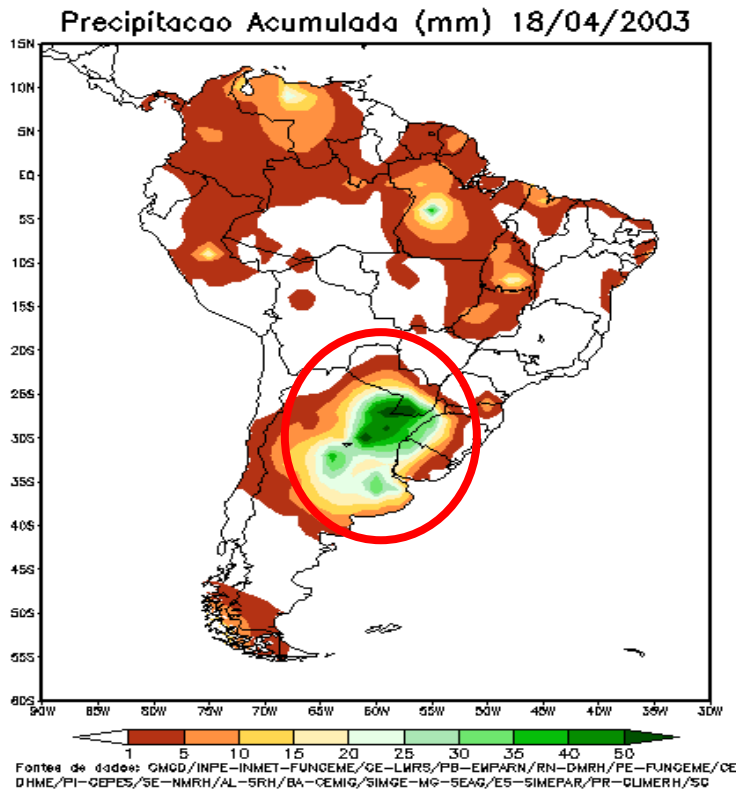 Precipitacao Acumulada (mm) 18/04/2003
15N
10N
5N
EQ
5S
10S
15S
20S
25S
30S
35S
40S
45S
50S
55S
60S
90W 85W 80W 75W 70W 65W 60W 55W 50W 45W 40W 35W 30W
1 5 10 15 20 25 30 35 40 50
Fontes de dados: CMCD/INPE-INMET-FUNCEME/CE-LMRS/PB-EMPARN/RN-DMRH/PE-FUNCEME/CE
DHME/PI-CEPES/SE-NMRH/AL-SRH/BA-CEMIG/SIMGE-MG-SEAG/ES-SIMEPAR/PR-CLIMERH/SC